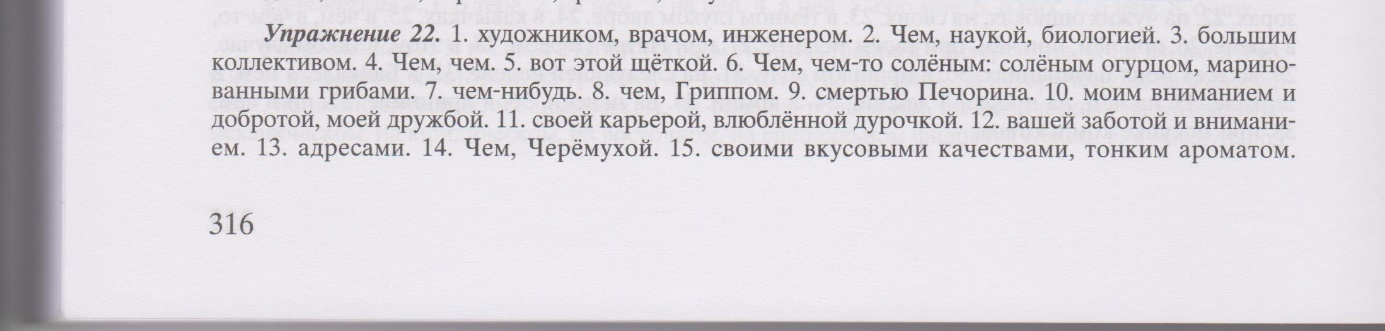 Упражнение 22. 1. художником, врачом, инженером. 2. Чем, наукой, биологией. 3. большим
коллективом. 4. Чем, чем. 5. вот этой щёткой. 6. Чем, чем-то солёным: солёным огурцом, марино-
ванными грибами. 7. чем-нибудь. 8. чем, Гриппом. 9. смертью Печорина. 10. моим вниманием и
добротой, моей дружбой. 11. своей карьерой, влюблённой дурочкой. 12. вашей заботой и внимани-
ем. 13. адресами. 14. Чем, Черёмухой. 15. своими вкусовыми качествами, тонким ароматом.
316